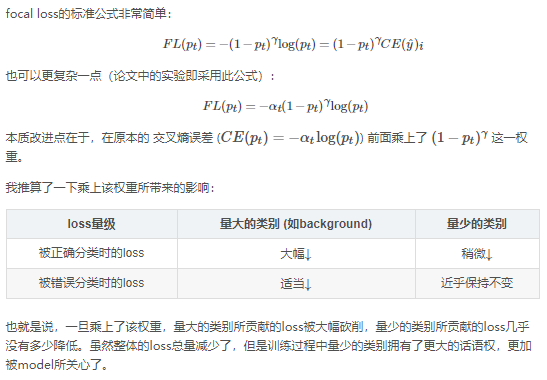 focal loss的标准公式非常简单：
FL(p_t) = −(1 − p_t)^γ log(p_t) = (1 − p_t)^γ CE(ŷ)_i
也可以更复杂一点（论文中的实验即采用此公式）：
FL(p_t) = −α_t(1 − p_t)^γ log(p_t)
本质改进点在于，在原本的 交叉熵误差 (CE(p_t) = −α_t log(p_t)) 前面乘上了 (1 − p_t)^γ 这一权
重。
我推算了一下乘上该权重所带来的影响：
loss量级 量大的类别 (如background) 量少的类别
被正确分类时的loss 大幅↓ 稍微↓
被错误分类时的loss 适当↓ 近乎保持不变
也就是说，一旦乘上了该权重，量大的类别所贡献的loss被大幅砍削，量少的类别所贡献的loss几乎
没有多少降低。虽然整体的loss总量减少了，但是训练过程中量少的类别拥有了更大的话语权，更加
被model所关心了。